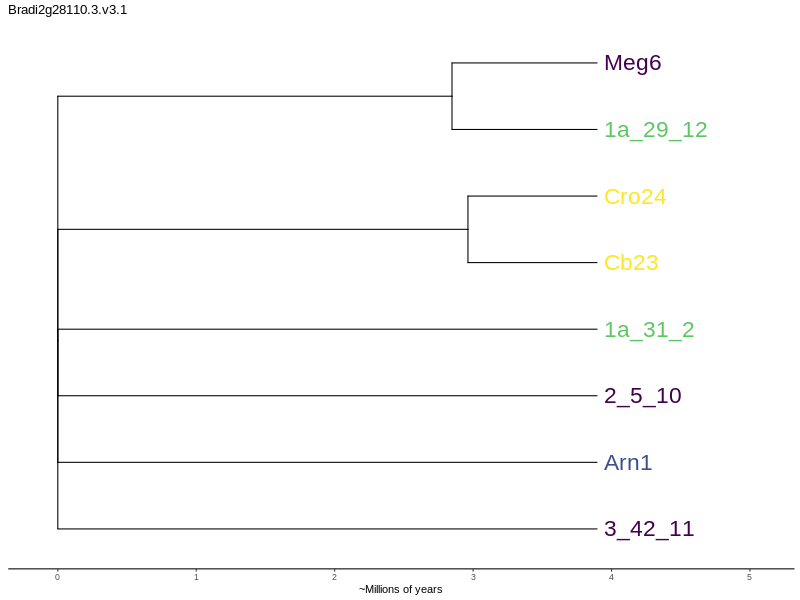 Bradi2g28110.3.v3.1
Meg6
1a_29_12
Cro24
Cb23
1a_31_2
2_5_10
Arn1
3_42_11
0 1 2 3 4 5
~Millions of years